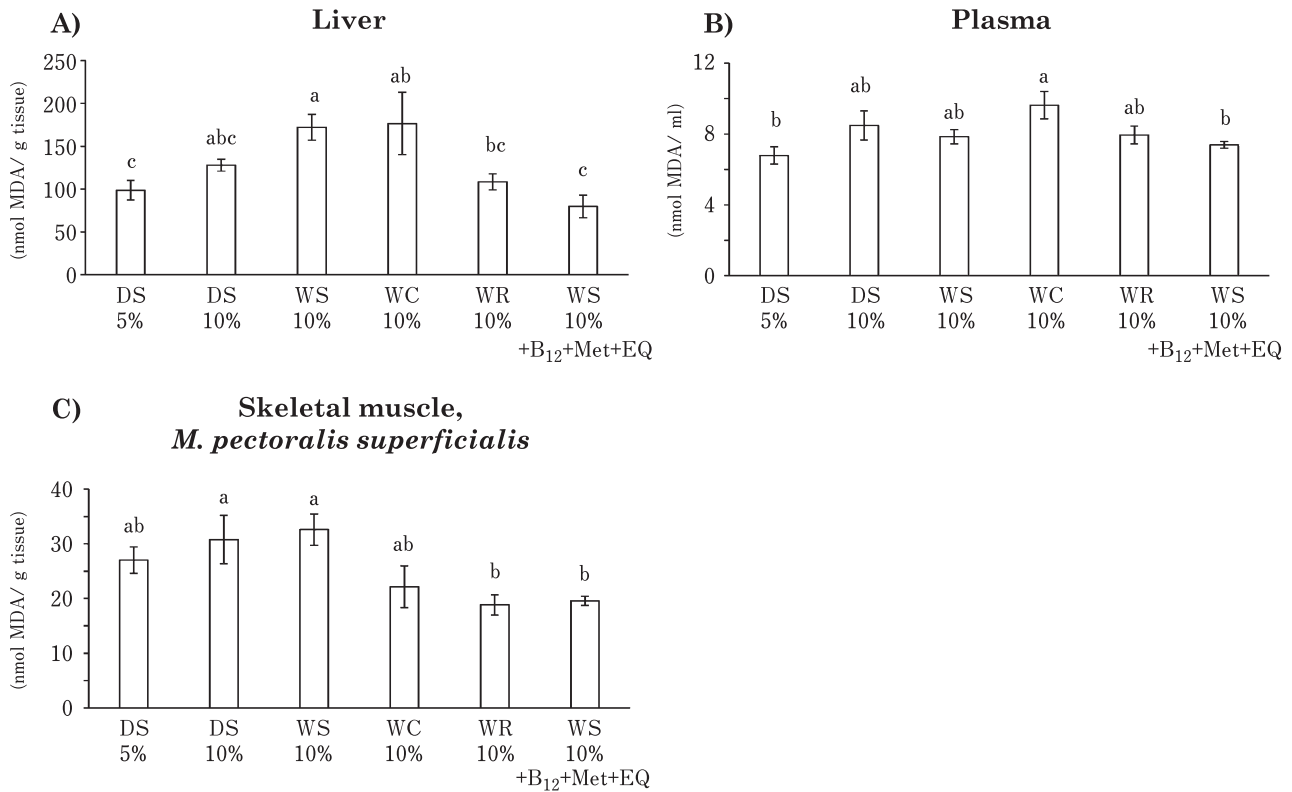 A)
Liver
(nmol MDA/ g tissue)
250
200
150
100
50
0
c
abc
a
ab
bc
c
DS DS WS WC WR WS
5% 10% 10% 10% 10% 10%
+B12+Met+EQ
B)
Plasma
(nmol MDA/ ml)
12
8
4
0
b
ab
ab
a
ab
b
DS DS WS WC WR WS
5% 10% 10% 10% 10% 10%
+B12+Met+EQ
C)
Skeletal muscle,
M. pectoralis superficialis
(nmol MDA/ g tissue)
40
30
20
10
0
ab
a
a
ab
b
b
DS DS WS WC WR WS
5% 10% 10% 10% 10% 10%
+B12+Met+EQ